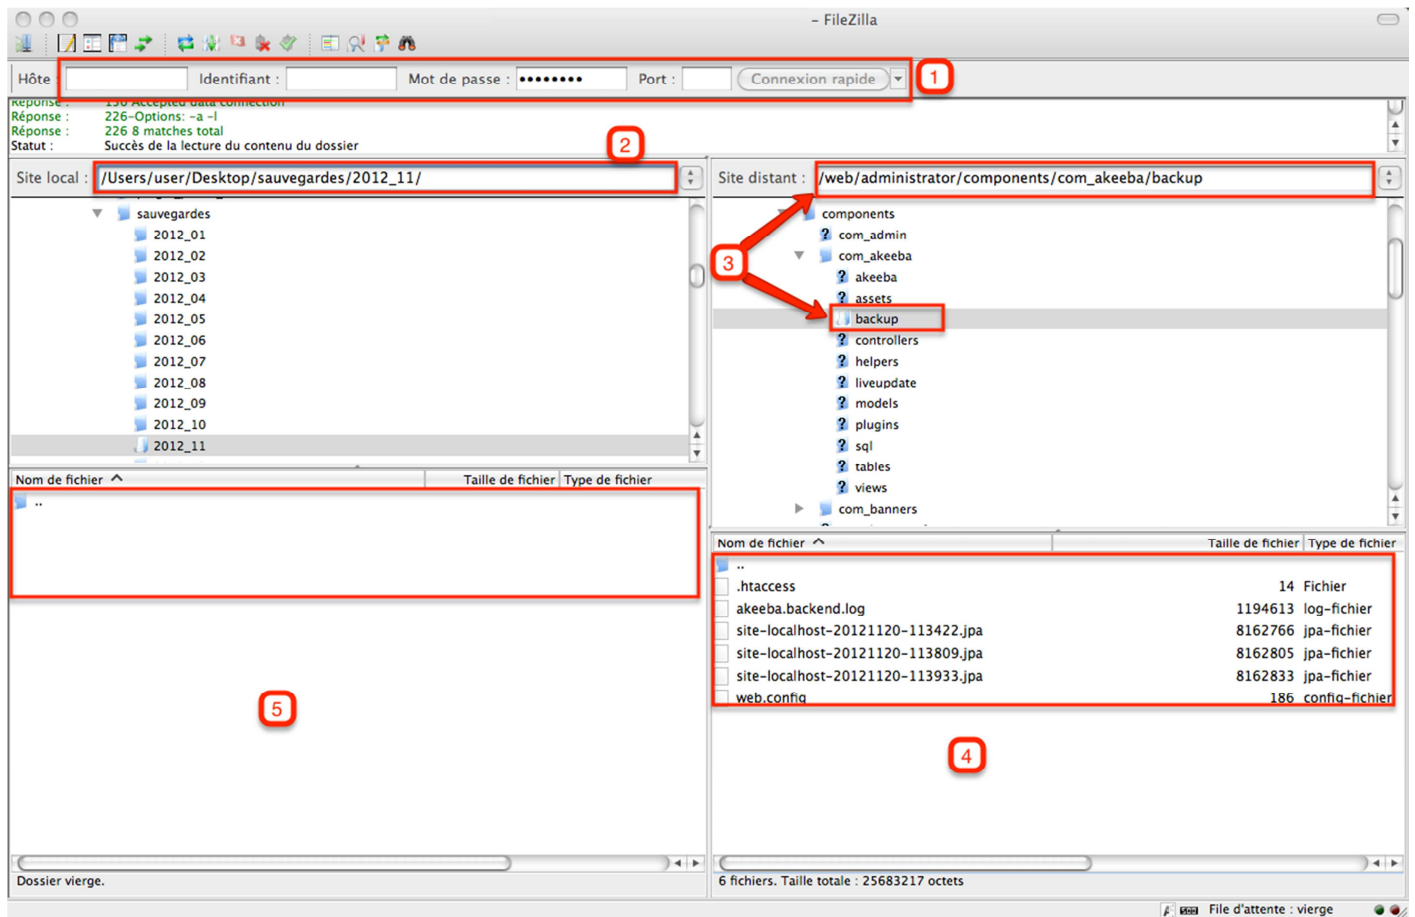 – FileZilla
Hôte : Identifiant : Mot de passe : •••••••• Port : Connexion rapide
1
Réponse : 150 Accepted data connection
Réponse : 226-Options: -a -l
Réponse : 226 8 matches total
Statut : Succès de la lecture du contenu du dossier
2
Site local : /Users/user/Desktop/sauvegardes/2012_11/
sauvegardes
2012_01
2012_02
2012_03
2012_04
2012_05
2012_06
2012_07
2012_08
2012_09
2012_10
2012_11
Nom de fichier Taille de fichier Type de fichier
..
5
Dossier vierge.
Site distant : /web/administrator/components/com_akeeba/backup
3
components
com_admin
com_akeeba
akeeba
assets
backup
controllers
helpers
liveupdate
models
plugins
sql
tables
views
com_banners
Nom de fichier Taille de fichier Type de fichier
..
.htaccess 14 Fichier
akeeba.backend.log 1194613 log-fichier
site-localhost-20121120-113422.jpa 8162766 jpa-fichier
site-localhost-20121120-113809.jpa 8162805 jpa-fichier
site-localhost-20121120-113933.jpa 8162833 jpa-fichier
web.config 186 config-fichier
4
6 fichiers. Taille totale : 25683217 octets
File d'attente : vierge